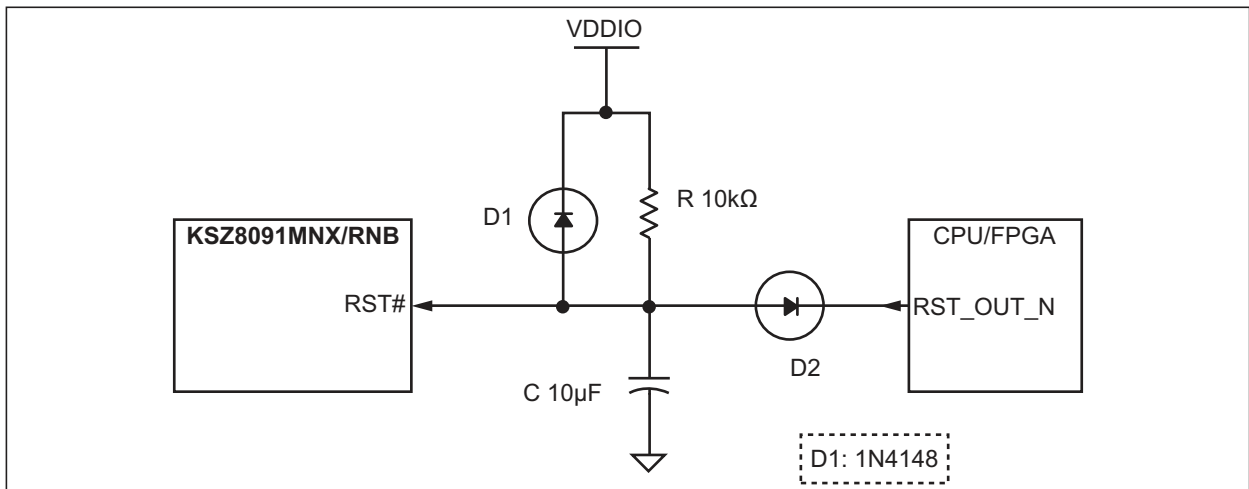 VDDIO
D1
R 10kΩ
KSZ8091MNX/RNB
CPU/FPGA
RST#
RST_OUT_N
D2
C 10µF
D1: 1N4148